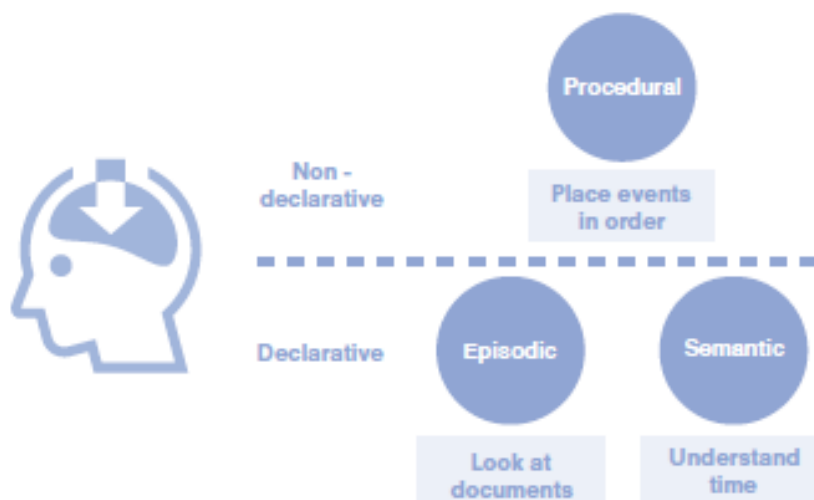 Procedural
Non -
declarative
Place events
in order
Declarative
Episodic
Semantic
Look at
documents
Understand
time